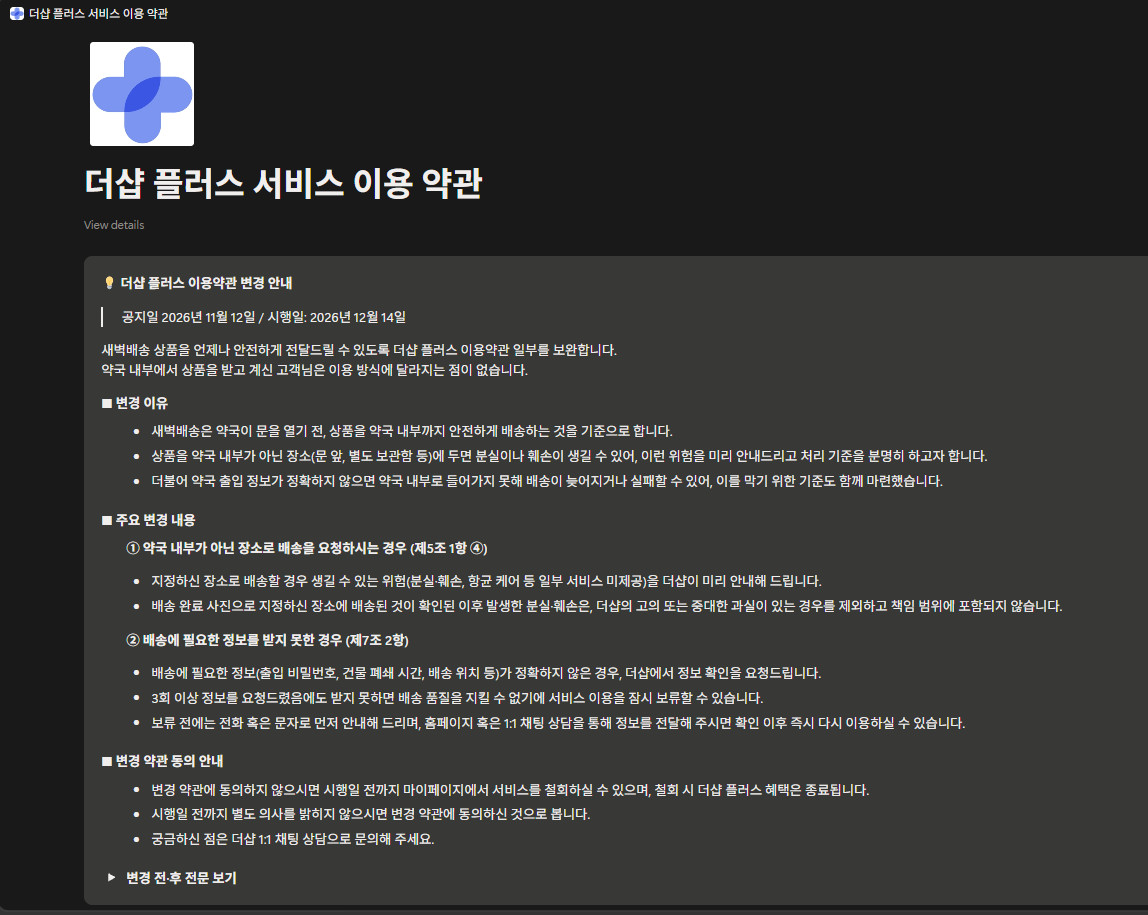 더샵 플러스 서비스 이용 약관
더샵 플러스 서비스 이용 약관
View details
💡 더샵 플러스 이용약관 변경 안내
공지일 2026년 11월 12일 / 시행일: 2026년 12월 14일
새벽배송 상품을 언제나 안전하게 전달드릴 수 있도록 더샵 플러스 이용약관 일부를 보완합니다.
약국 내부에서 상품을 받고 계신 고객님은 이용 방식에 달라지는 점이 없습니다.
■ 변경 이유
• 새벽배송은 약국이 문을 열기 전, 상품을 약국 내부까지 안전하게 배송하는 것을 기준으로 합니다.
• 상품을 약국 내부가 아닌 장소(문 앞, 별도 보관함 등)에 두면 분실이나 훼손이 생길 수 있어, 이런 위험을 미리 안내드리고 처리 기준을 분명히 하고자 합니다.
• 더불어 약국 출입 정보가 정확하지 않으면 약국 내부로 들어가지 못해 배송이 늦어지거나 실패할 수 있어, 이를 막기 위한 기준도 함께 마련했습니다.
■ 주요 변경 내용
① 약국 내부가 아닌 장소로 배송을 요청하시는 경우 (제5조 1항 ④)
• 지정하신 장소로 배송할 경우 생길 수 있는 위험(분실·훼손, 항균 케어 등 일부 서비스 미제공)을 더샵이 미리 안내해 드립니다.
• 배송 완료 사진으로 지정하신 장소에 배송된 것이 확인된 이후 발생한 분실·훼손은, 더샵의 고의 또는 중대한 과실이 있는 경우를 제외하고 책임 범위에 포함되지 않습니다.
② 배송에 필요한 정보를 받지 못한 경우 (제7조 2항)
• 배송에 필요한 정보(출입 비밀번호, 건물 폐쇄 시간, 배송 위치 등)가 정확하지 않은 경우, 더샵에서 정보 확인을 요청드립니다.
• 3회 이상 정보를 요청드렸음에도 받지 못하면 배송 품질을 지킬 수 없기에 서비스 이용을 잠시 보류할 수 있습니다.
• 보류 전에는 전화 혹은 문자로 먼저 안내해 드리며, 홈페이지 혹은 1:1 채팅 상담을 통해 정보를 전달해 주시면 확인 이후 즉시 다시 이용하실 수 있습니다.
■ 변경 약관 동의 안내
• 변경 약관에 동의하지 않으시면 시행일 전까지 마이페이지에서 서비스를 철회하실 수 있으며, 철회 시 더샵 플러스 혜택은 종료됩니다.
• 시행일 전까지 별도 의사를 밝히지 않으시면 변경 약관에 동의하신 것으로 봅니다.
• 궁금하신 점은 더샵 1:1 채팅 상담으로 문의해 주세요.
▶ 변경 전·후 전문 보기